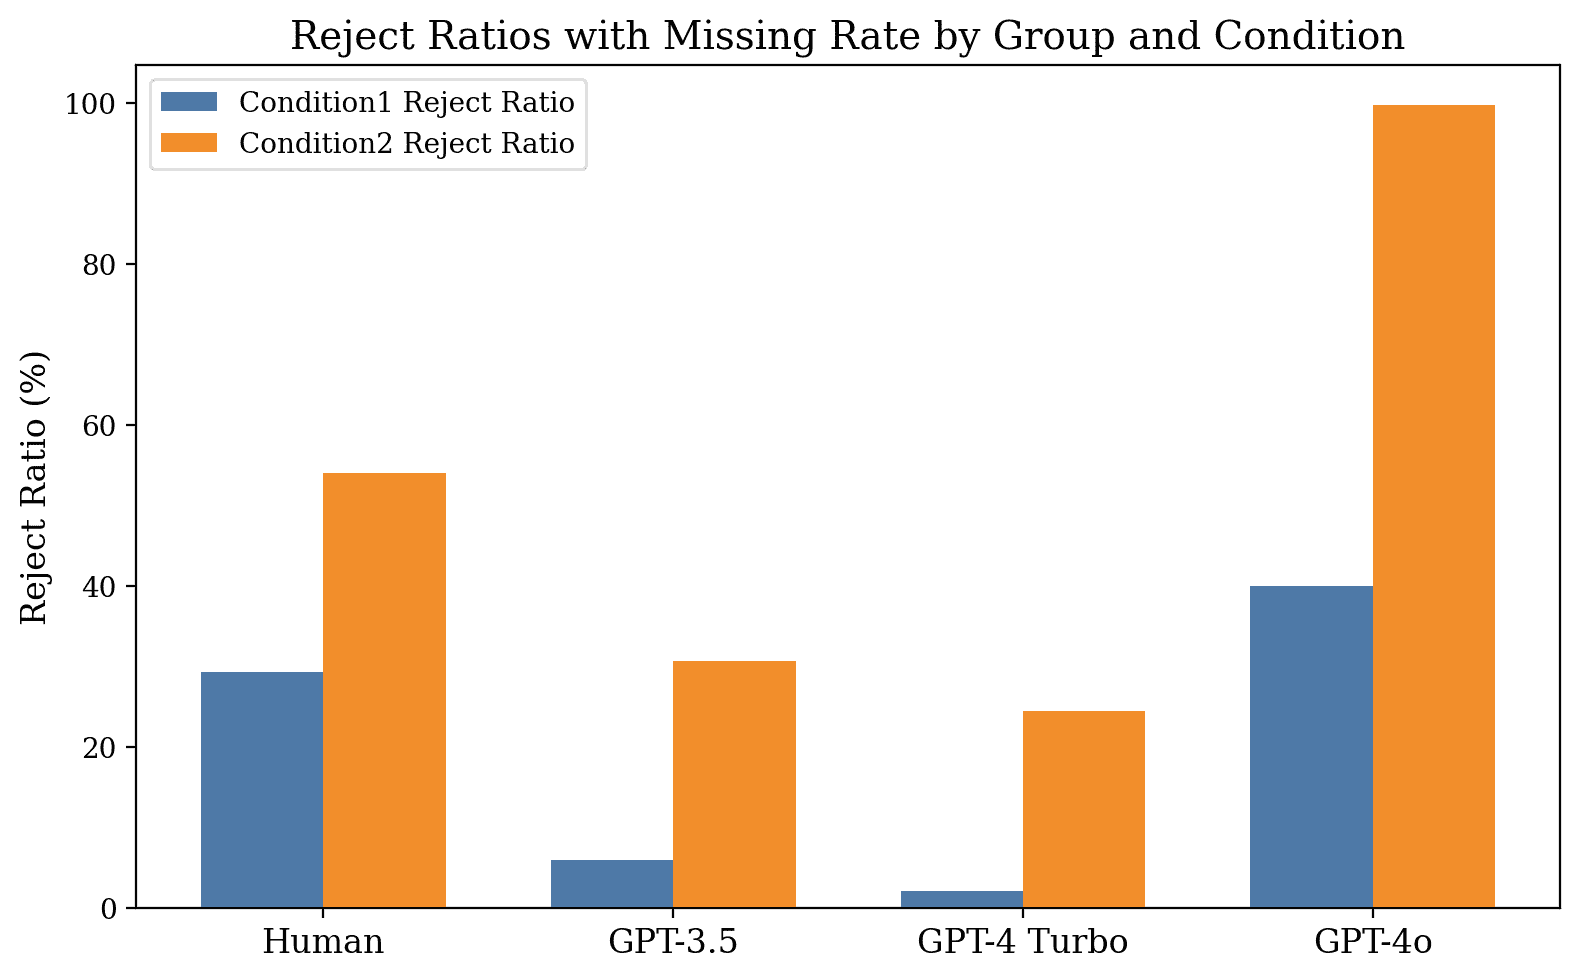 Reject Ratios with Missing Rate by Group and Condition
Condition1 Reject Ratio
Condition2 Reject Ratio
Reject Ratio (%)
100
80
60
40
20
0
Human
GPT-3.5
GPT-4 Turbo
GPT-4o